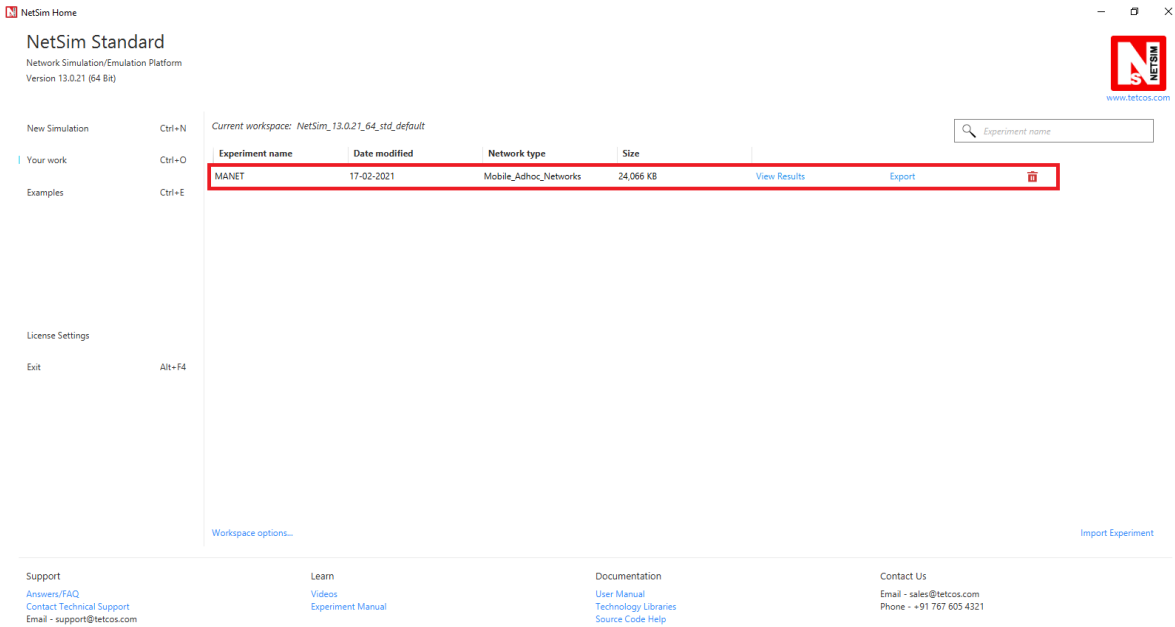 NetSim Home
NetSim Standard
Network Simulation/Emulation Platform
Version 13.0.21 (64 Bit)
NS NETSIM
www.tetcos.com
New Simulation Ctrl+N
Your work Ctrl+O
Examples Ctrl+E
License Settings
Exit Alt+F4
Current workspace: NetSim_13.0.21_64_std_default
Experiment name
Experiment name Date modified Network type Size
MANET 17-02-2021 Mobile_Adhoc_Networks 24,066 KB View Results Export
Workspace options... Import Experiment
Support
Answers/FAQ
Contact Technical Support
Email - support@tetcos.com
Learn
Videos
Experiment Manual
Documentation
User Manual
Technology Libraries
Source Code Help
Contact Us
Email - sales@tetcos.com
Phone - +91 767 605 4321